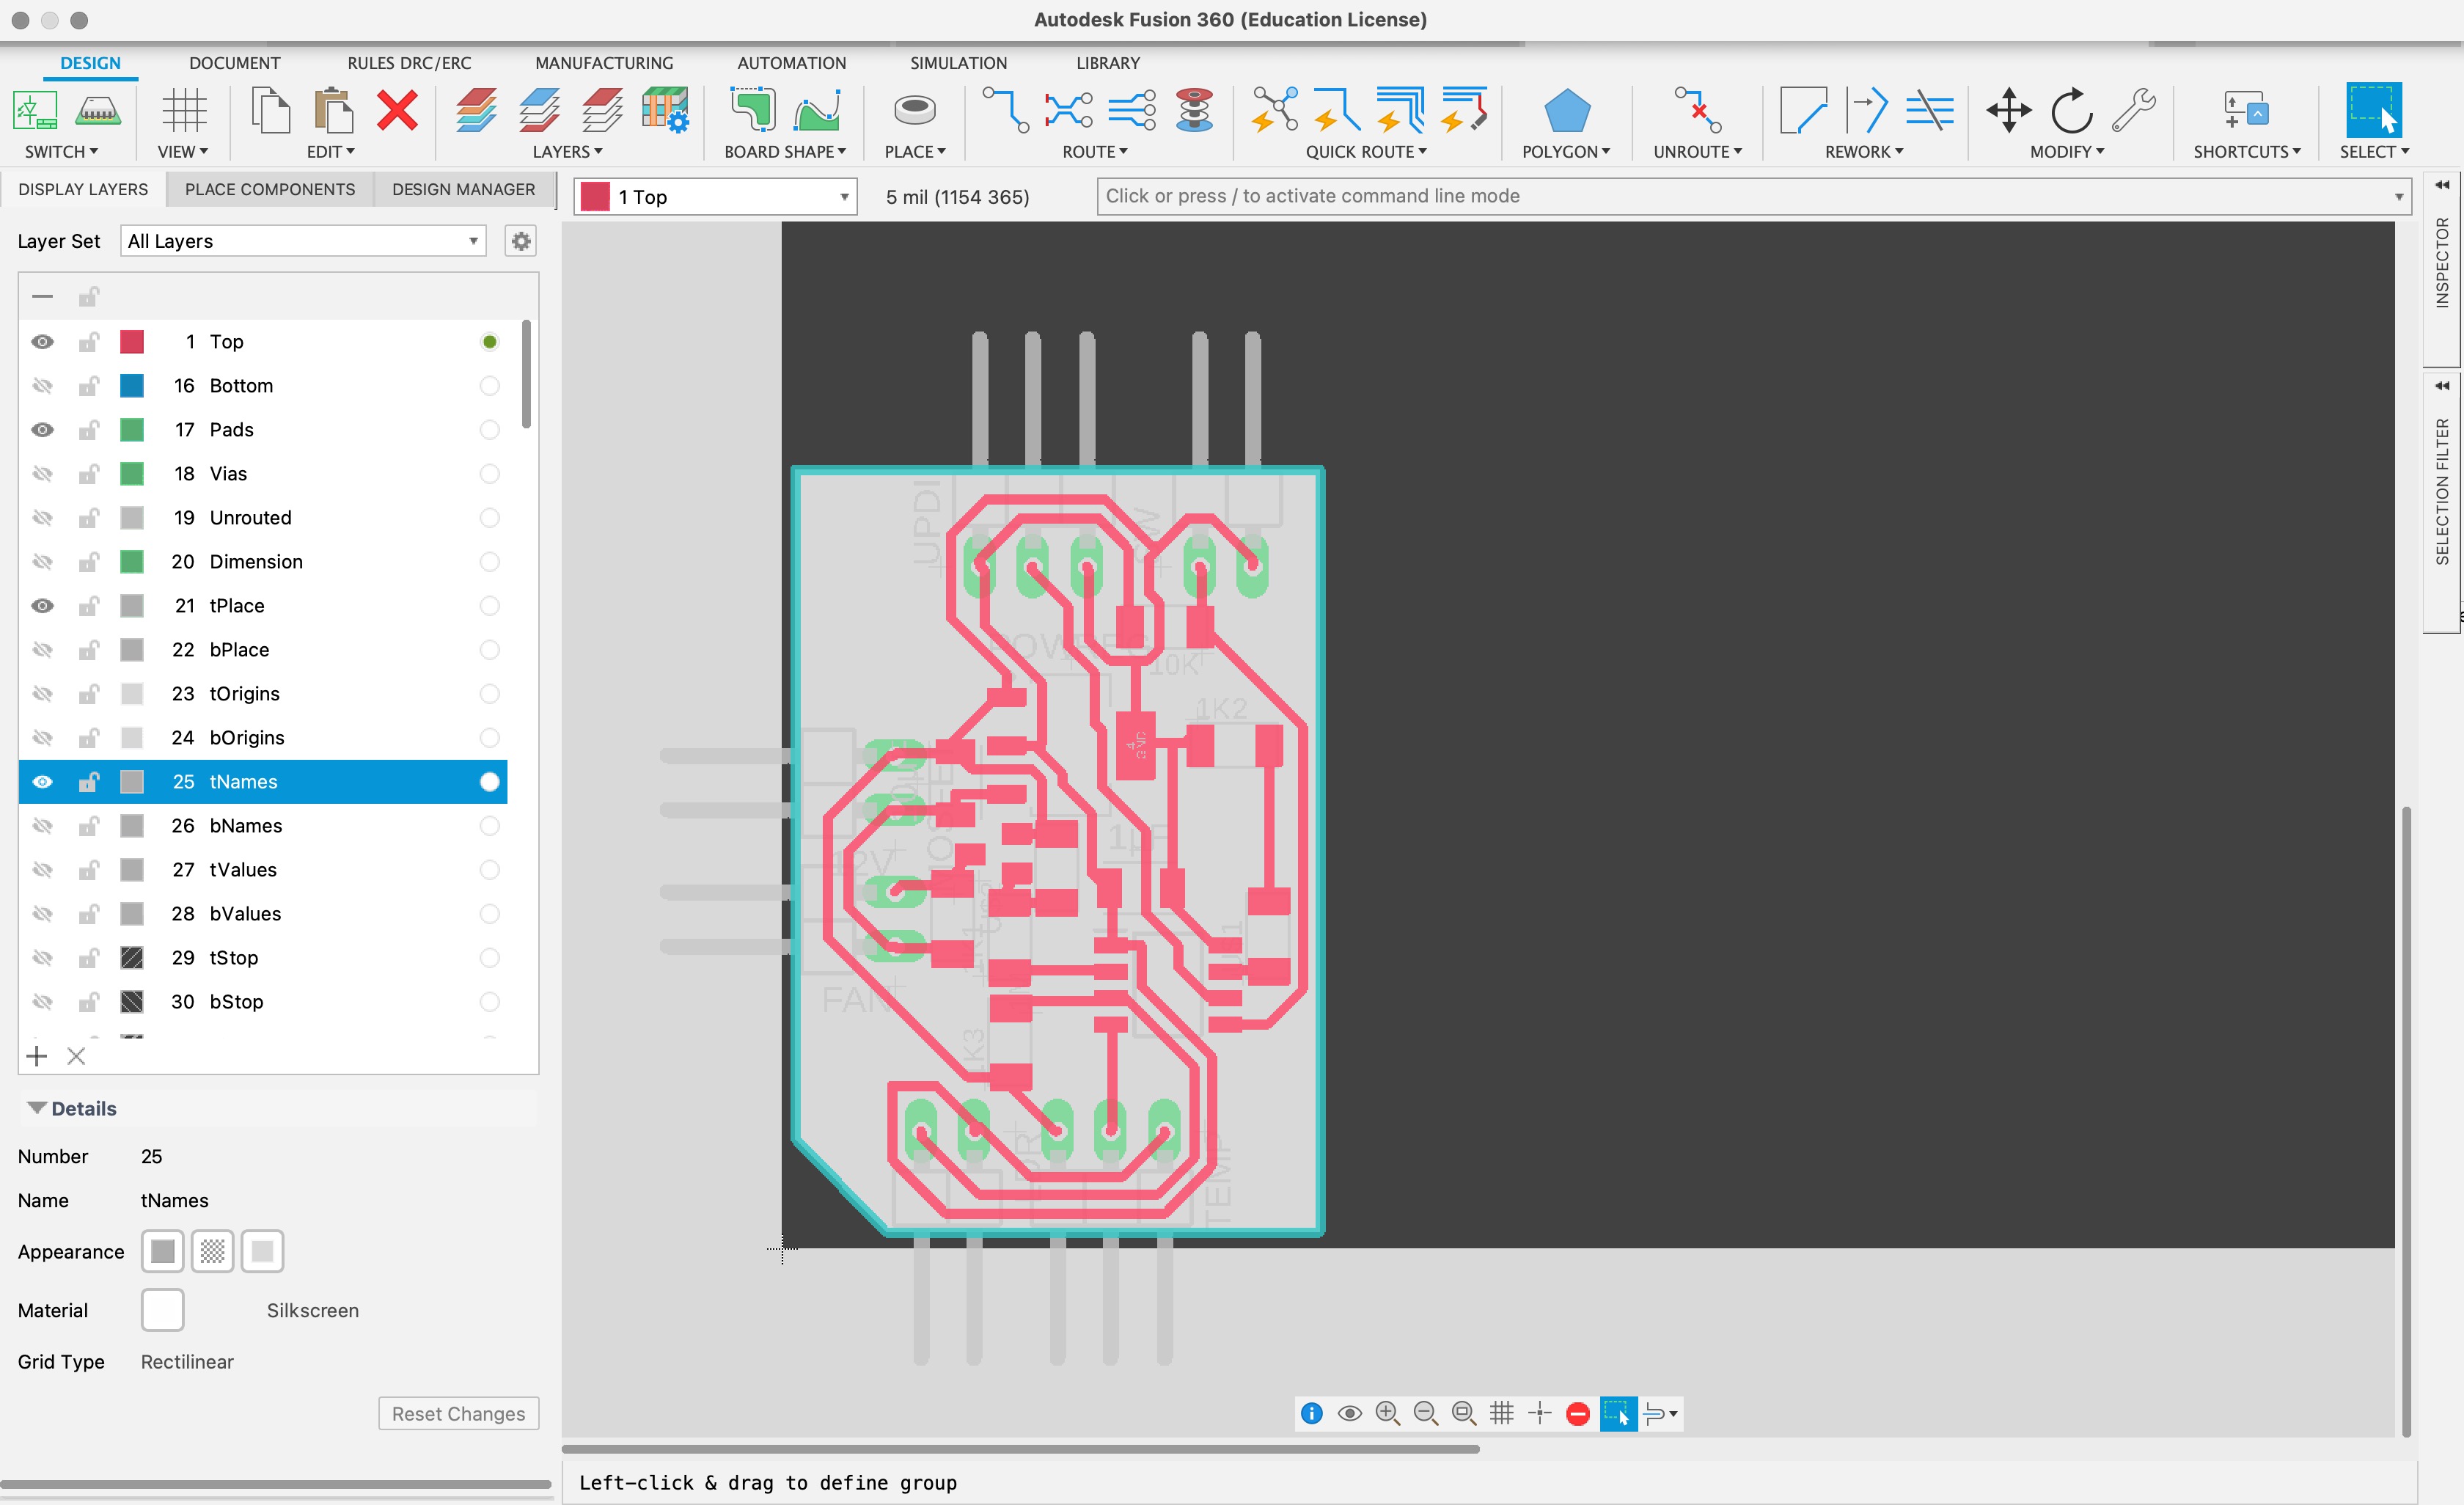 Autodesk Fusion 360 (Education License)
DESIGN DOCUMENT RULES DRC/ERC MANUFACTURING AUTOMATION SIMULATION LIBRARY
SWITCH VIEW EDIT LAYERS BOARD SHAPE PLACE ROUTE QUICK ROUTE POLYGON UNROUTE REWORK MODIFY SHORTCUTS SELECT
DISPLAY LAYERS PLACE COMPONENTS DESIGN MANAGER
1 Top 5 mil (1154 365) Click or press / to activate command line mode
Layer Set All Layers
1 Top
16 Bottom
17 Pads
18 Vias
19 Unrouted
20 Dimension
21 tPlace
22 bPlace
23 tOrigins
24 bOrigins
25 tNames
26 bNames
27 tValues
28 bValues
29 tStop
30 bStop
Details
Number 25
Name tNames
Appearance
Material Silkscreen
Grid Type Rectilinear
Reset Changes
INSPECTOR
SELECTION FILTER
UPDI
10K
1K2
4
GND
12V
FAN
TEMP
Left-click & drag to define group